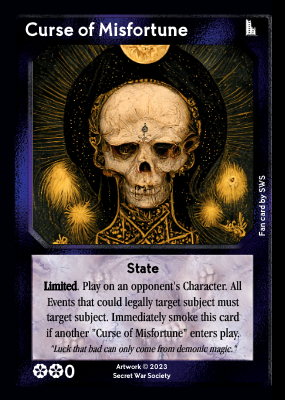 Curse of Misfortune
Fan card by SWS
State
Limited. Play on an opponent's Character. All
Events that could legally target subject must
target subject. Immediately smoke this card
if another "Curse of Misfortune" enters play.
"Luck that bad can only come from demonic magic."
0
Artwork © 2023
Secret War Society